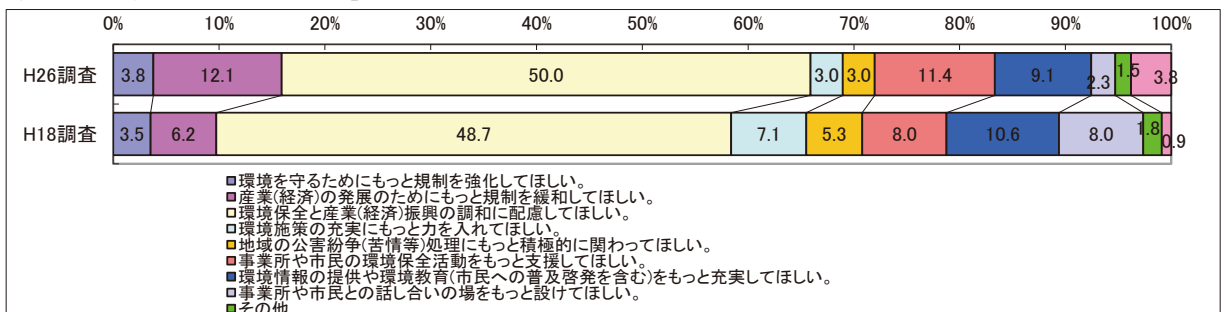 0% 10% 20% 30% 40% 50% 60% 70% 80% 90% 100%
H26調査 3.8 12.1 50.0 3.0 3.0 11.4 9.1 2.3 1.5 3.8
H18調査 3.5 6.2 48.7 7.1 5.3 8.0 10.6 8.0 1.8 0.9
環境を守るためにもっと規制を強化してほしい。
産業(経済)の発展のためにもっと規制を緩和してほしい。
環境保全と産業(経済)振興の調和に配慮してほしい。
環境施策の充実にもっと力を入れてほしい。
地域の公害紛争(苦情等)処理にもっと積極的に関わってほしい。
事業所や市民の環境保全活動をもっと支援してほしい。
環境情報の提供や環境教育(市民への普及啓発を含む)をもっと充実してほしい。
事業所や市民との話し合いの場をもっと設けてほしい。
その他